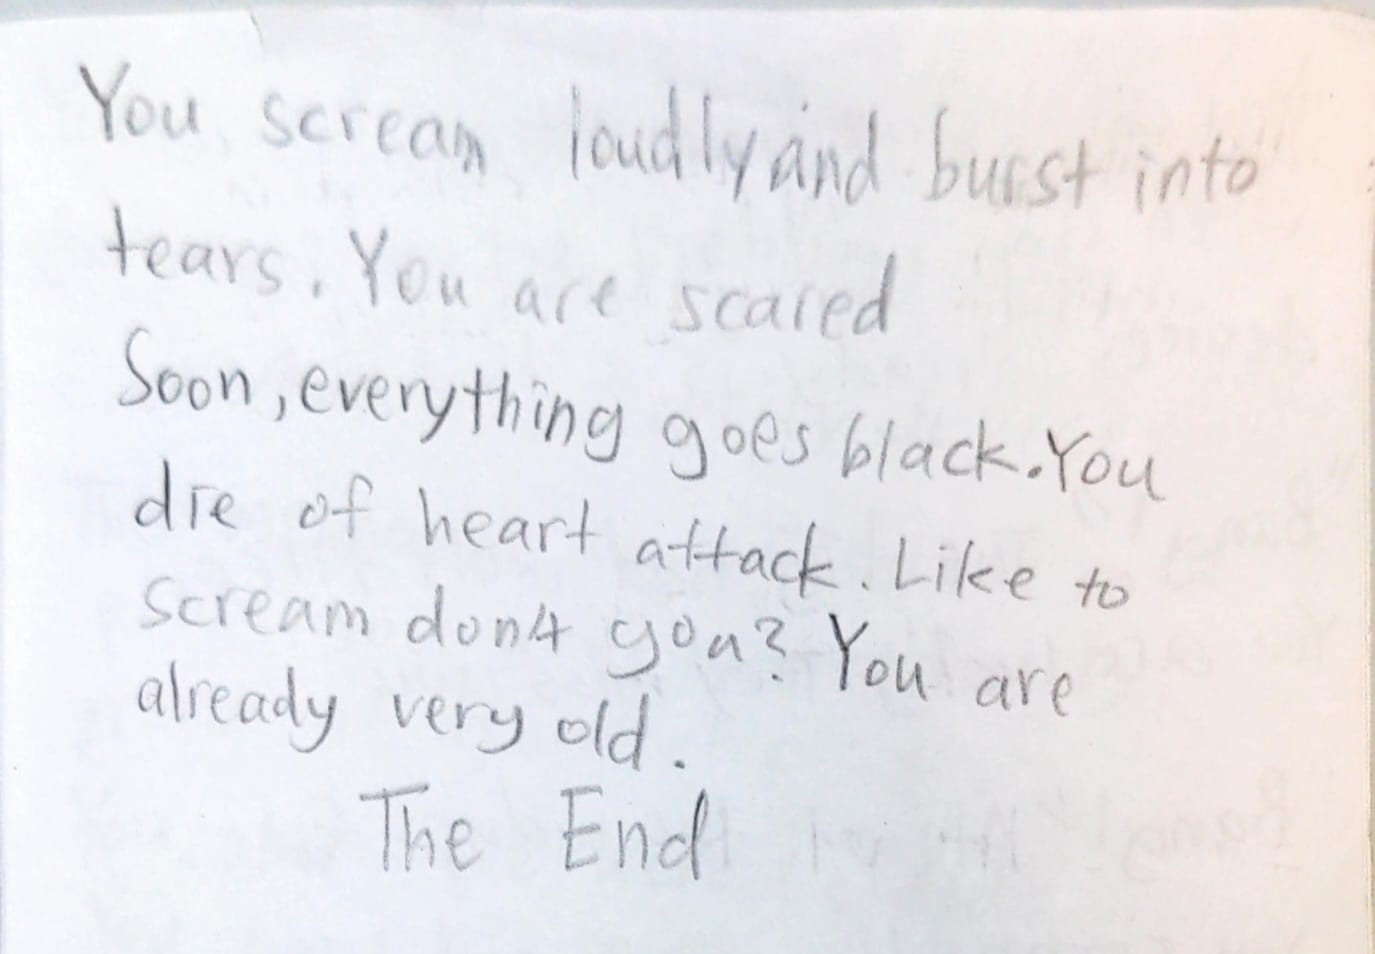 You scream loudly and burst into
tears. You are scared
Soon, everything goes black. You
die of heart attack. Like to
scream don4 you? You are
already very old.
The End